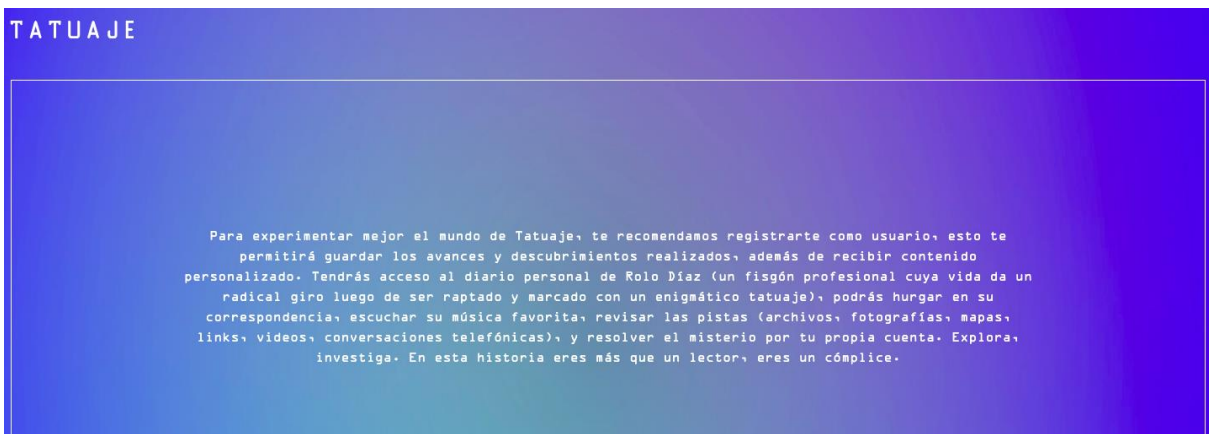 TATUAJE
Para experimentar mejor el mundo de Tatuaje, te recomendamos registrarte como usuario, esto te
permitirá guardar los avances y descubrimientos realizados, además de recibir contenido
personalizado. Tendrás acceso al diario personal de Rolo Díaz (un fisgón profesional cuya vida da un
radical giro luego de ser raptado y marcado con un enigmático tatuaje), podrás hurgar en su
correspondencia, escuchar su música favorita, revisar las pistas (archivos, fotografías, mapas,
links, videos, conversaciones telefónicas), y resolver el misterio por tu propia cuenta. Explora,
investiga. En esta historia eres más que un lector, eres un cómplice.